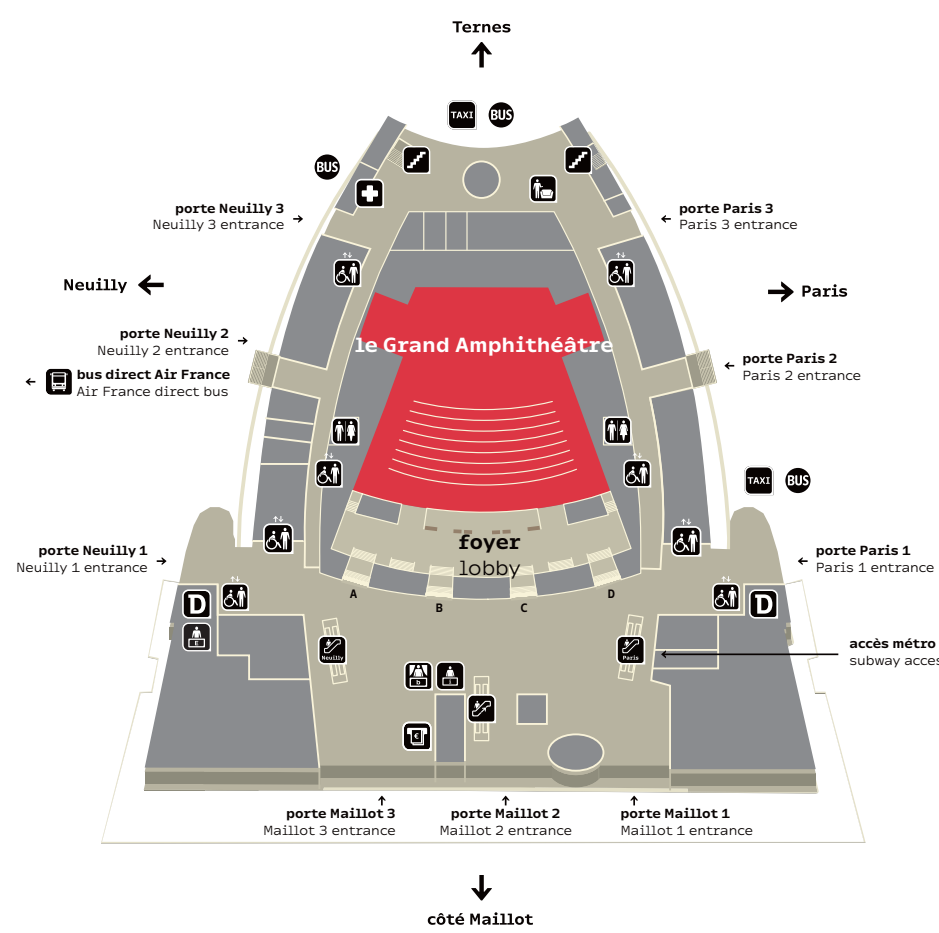 Ternes
TAXI
BUS
BUS
porte Neuilly 3
Neuilly 3 entrance
porte Paris 3
Paris 3 entrance
Neuilly
Paris
porte Neuilly 2
Neuilly 2 entrance
le Grand Amphithéâtre
porte Paris 2
Paris 2 entrance
bus direct Air France
Air France direct bus
TAXI
BUS
foyer
lobby
porte Neuilly 1
Neuilly 1 entrance
porte Paris 1
Paris 1 entrance
A
B
C
D
D
D
E
Neuilly
Paris
accès métro
subway acces
b
i
€
porte Maillot 3
Maillot 3 entrance
porte Maillot 2
Maillot 2 entrance
porte Maillot 1
Maillot 1 entrance
côté Maillot